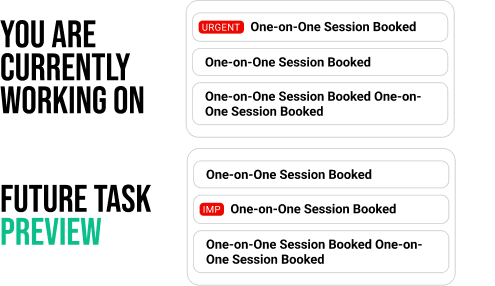 YOU ARE
CURRENTLY
WORKING ON
URGENT One-on-One Session Booked
One-on-One Session Booked
One-on-One Session Booked One-on-
One Session Booked
FUTURE TASK
PREVIEW
One-on-One Session Booked
IMP One-on-One Session Booked
One-on-One Session Booked One-on-
One Session Booked